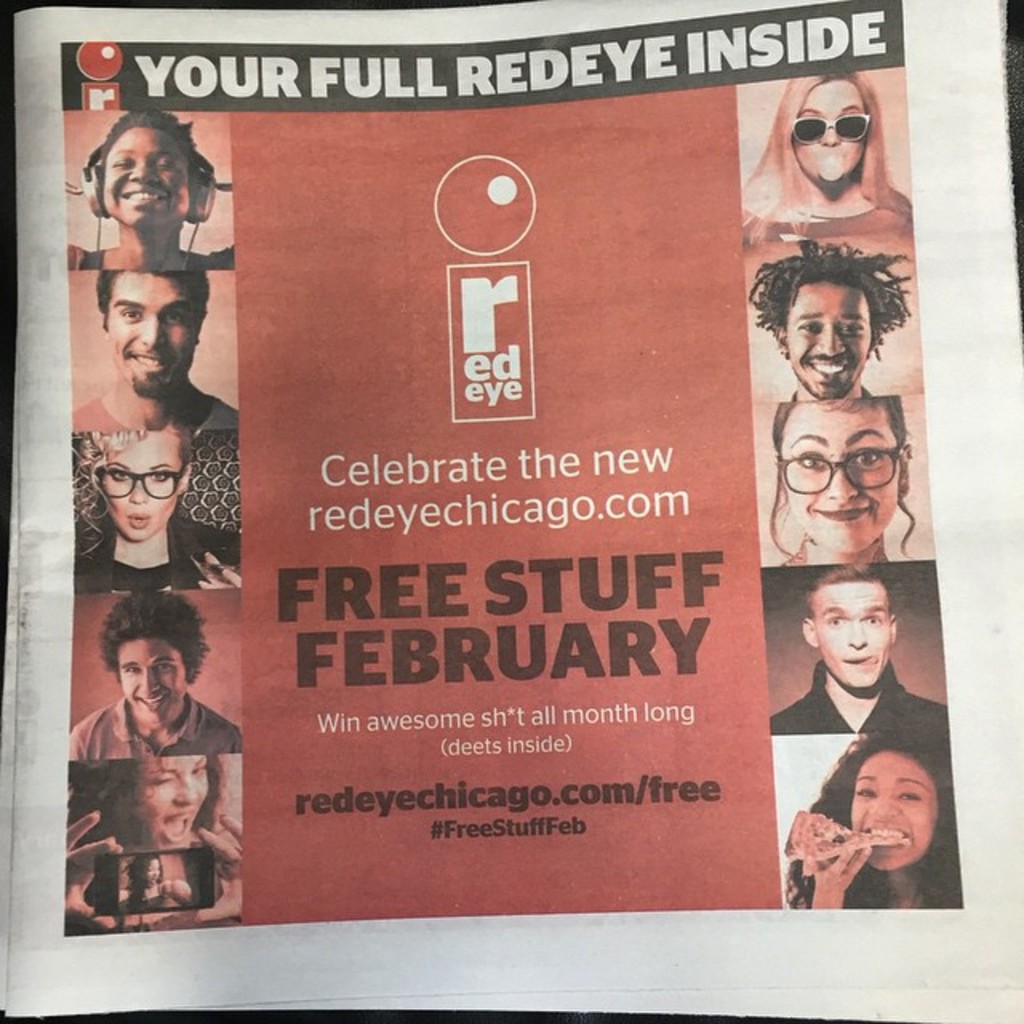 r
YOUR FULL REDEYE INSIDE
r
ed
eye
Celebrate the new
redeyechicago.com
FREE STUFF
FEBRUARY
Win awesome sh*t all month long
(deets inside)
redeyechicago.com/free
#FreeStuffFeb